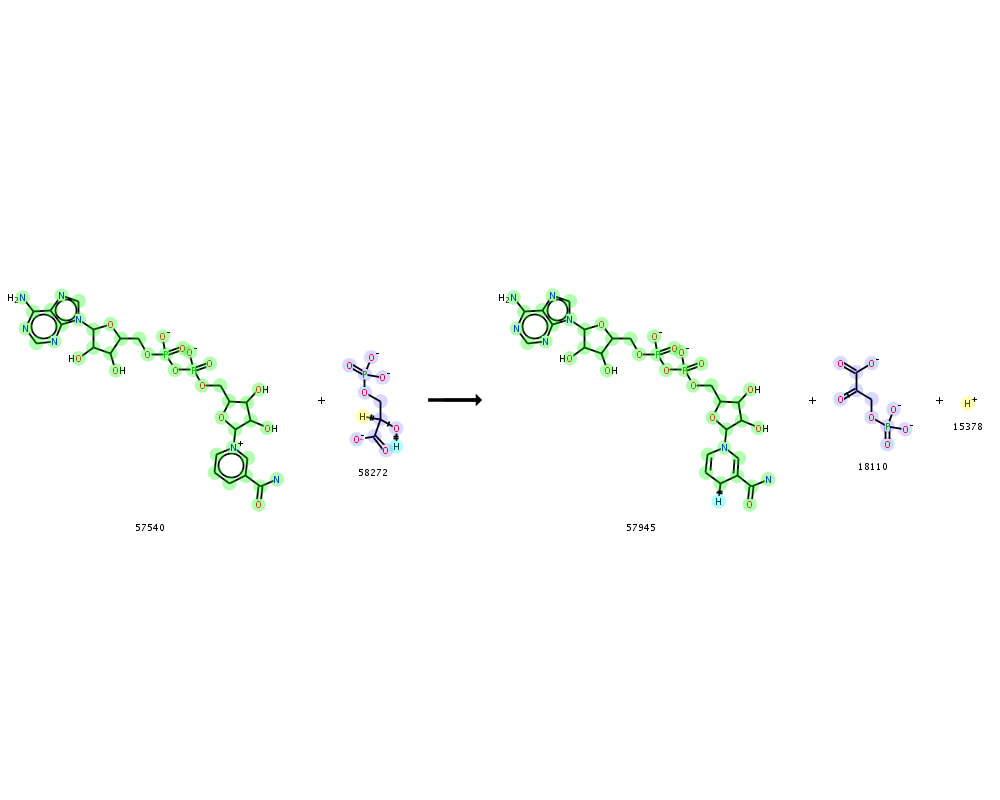 H₂N N N N N O HO OH O O⁻ P O O O⁻ P O O O OH OH N⁺ O N
57540
+
O⁻ O P O⁻ O H O O⁻ O H
58272
H₂N N N N N O HO OH O O⁻ P O O O⁻ P O O O OH OH N O N H
57945
+
O O⁻ O O O⁻ P O⁻ O
18110
+
H⁺
15378